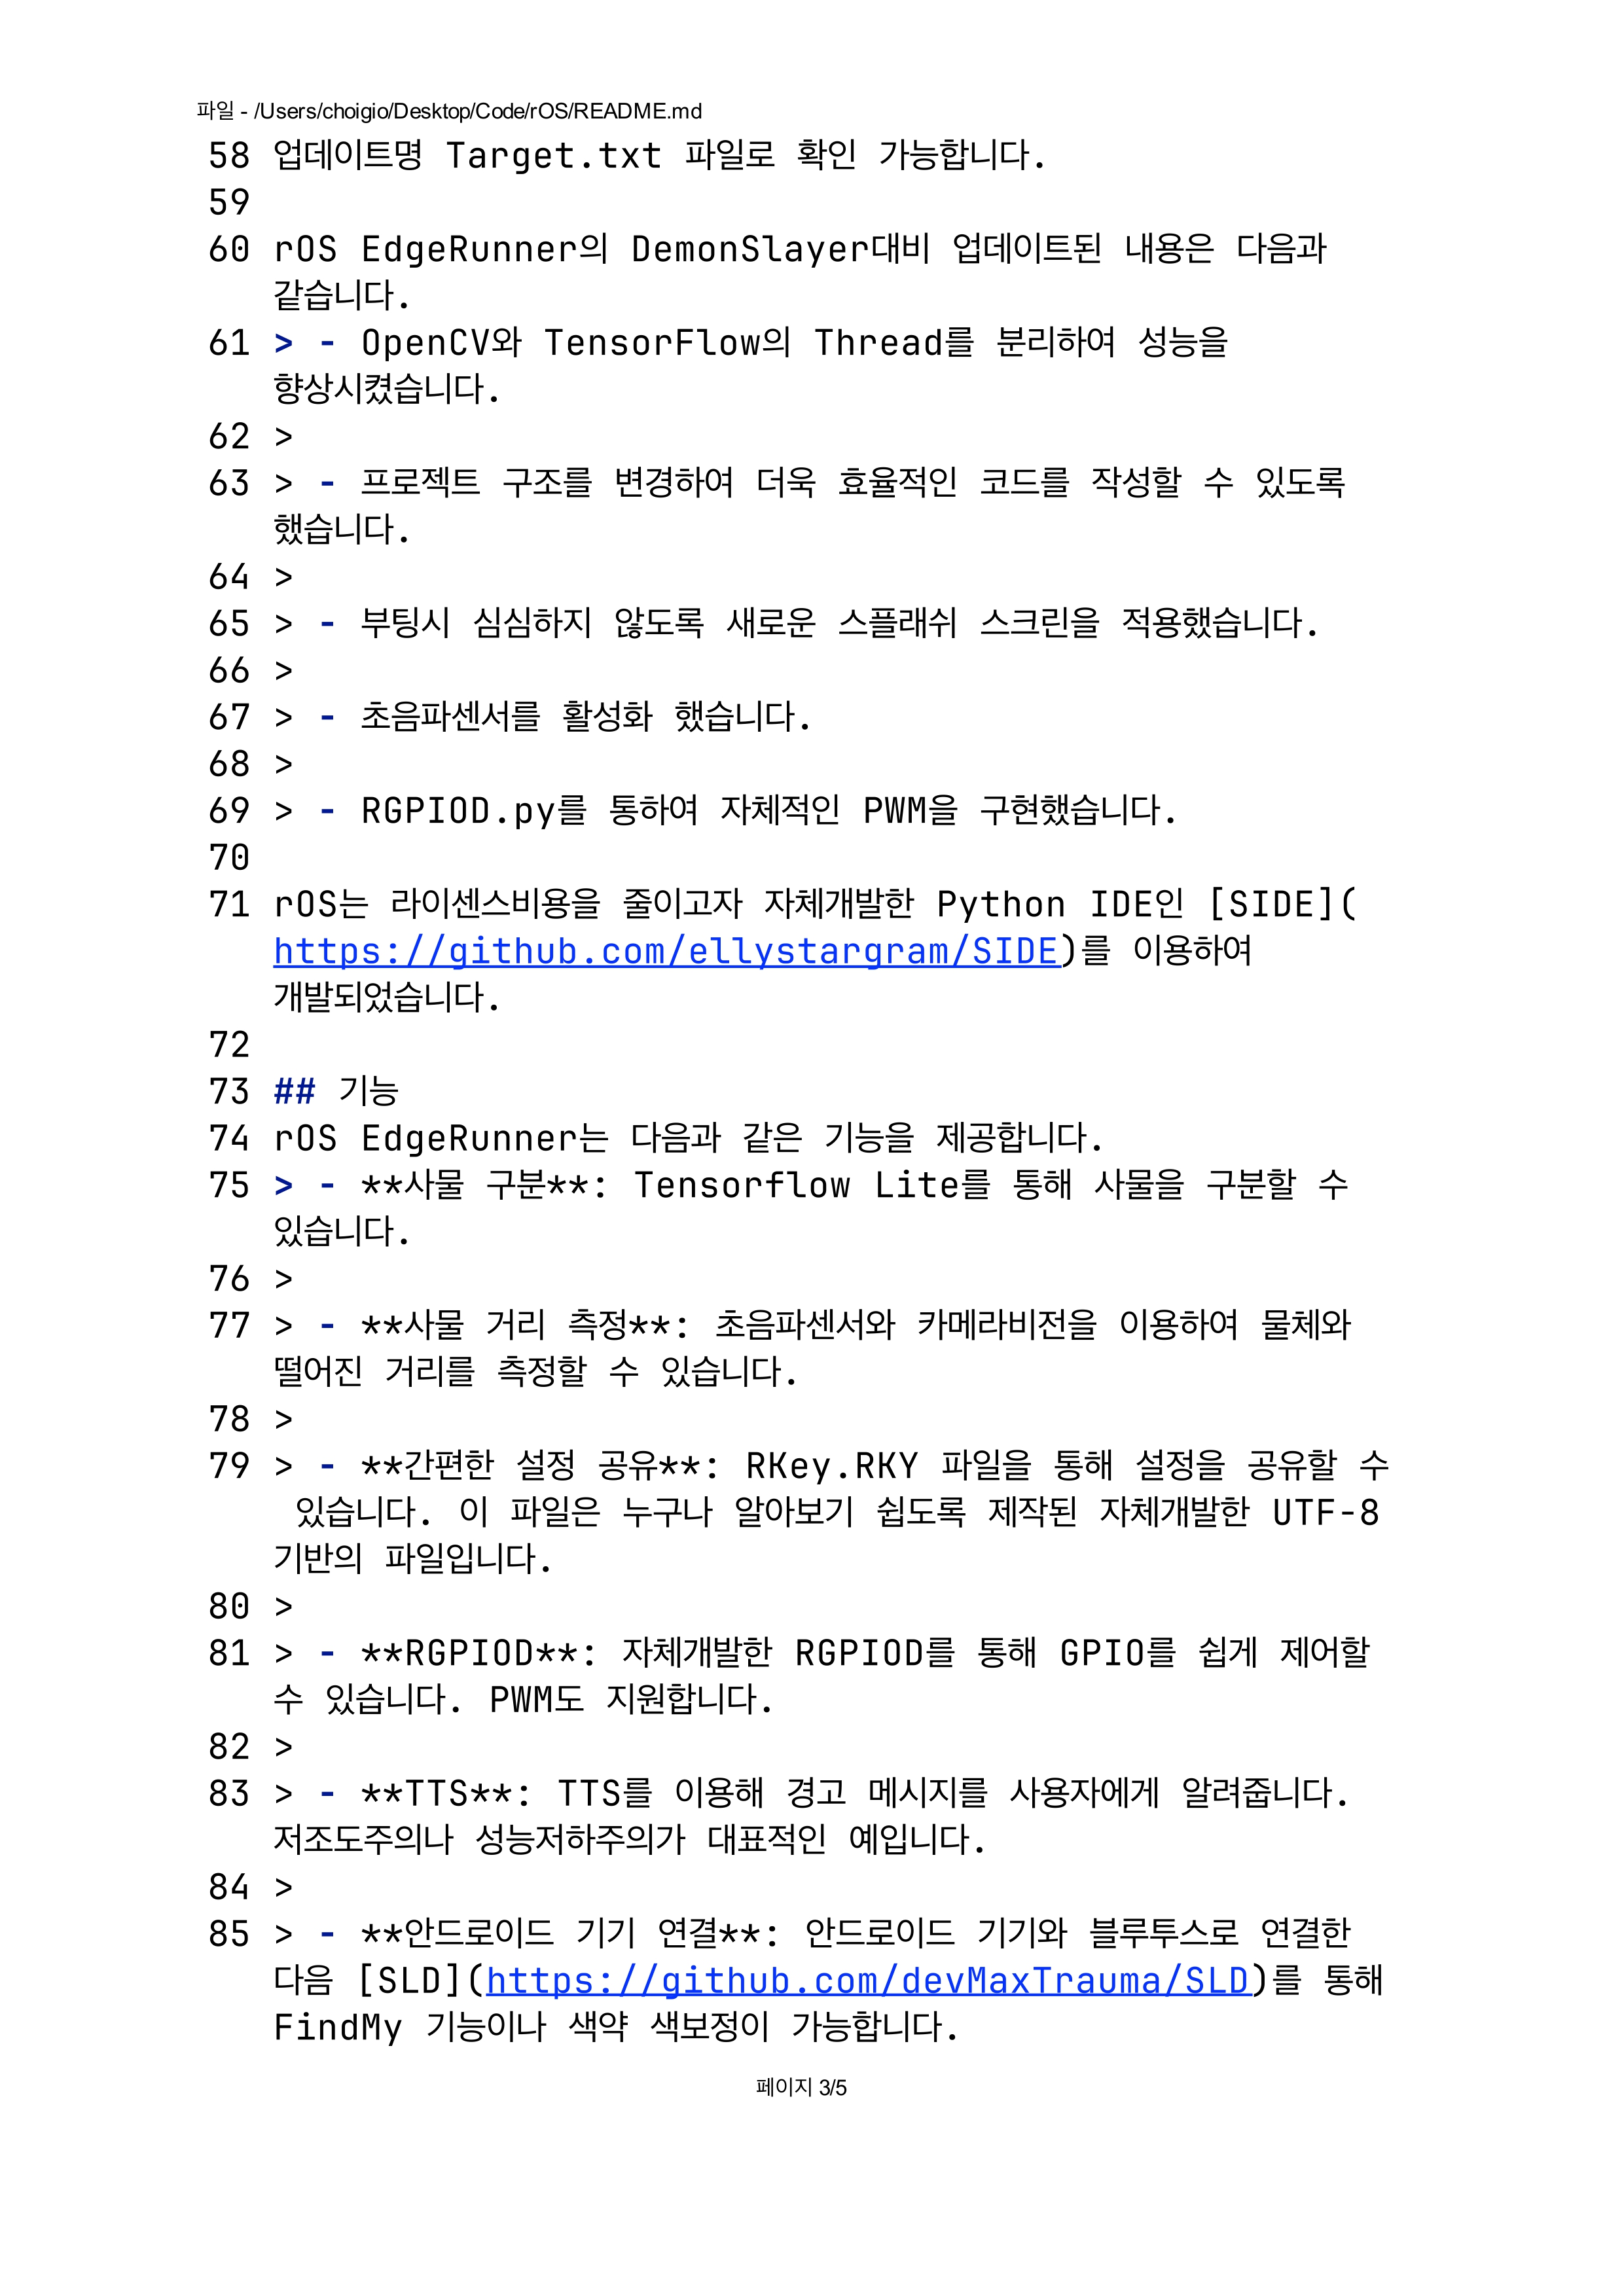 파일 - /Users/choigio/Desktop/Code/rOS/README.md
58 업데이트명 Target.txt 파일로 확인 가능합니다.
59
60 rOS EdgeRunner의 DemonSlayer대비 업데이트된 내용은 다음과
같습니다.
61 > - OpenCV와 TensorFlow의 Thread를 분리하여 성능을
향상시켰습니다.
62 >
63 > - 프로젝트 구조를 변경하여 더욱 효율적인 코드를 작성할 수 있도록
했습니다.
64 >
65 > - 부팅시 심심하지 않도록 새로운 스플래쉬 스크린을 적용했습니다.
66 >
67 > - 초음파센서를 활성화 했습니다.
68 >
69 > - RGPIOD.py를 통하여 자체적인 PWM을 구현했습니다.
70
71 rOS는 라이센스비용을 줄이고자 자체개발한 Python IDE인 [SIDE](
https://github.com/ellystargram/SIDE)를 이용하여
개발되었습니다.
72
73 ## 기능
74 rOS EdgeRunner는 다음과 같은 기능을 제공합니다.
75 > - **사물 구분**: Tensorflow Lite를 통해 사물을 구분할 수
있습니다.
76 >
77 > - **사물 거리 측정**: 초음파센서와 카메라비전을 이용하여 물체와
떨어진 거리를 측정할 수 있습니다.
78 >
79 > - **간편한 설정 공유**: RKey.RKY 파일을 통해 설정을 공유할 수
있습니다. 이 파일은 누구나 알아보기 쉽도록 제작된 자체개발한 UTF-8
기반의 파일입니다.
80 >
81 > - **RGPIOD**: 자체개발한 RGPIOD를 통해 GPIO를 쉽게 제어할
수 있습니다. PWM도 지원합니다.
82 >
83 > - **TTS**: TTS를 이용해 경고 메시지를 사용자에게 알려줍니다.
저조도주의나 성능저하주의가 대표적인 예입니다.
84 >
85 > - **안드로이드 기기 연결**: 안드로이드 기기와 블루투스로 연결한
다음 [SLD](https://github.com/devMaxTrauma/SLD)를 통해
FindMy 기능이나 색약 색보정이 가능합니다.
페이지 3/5